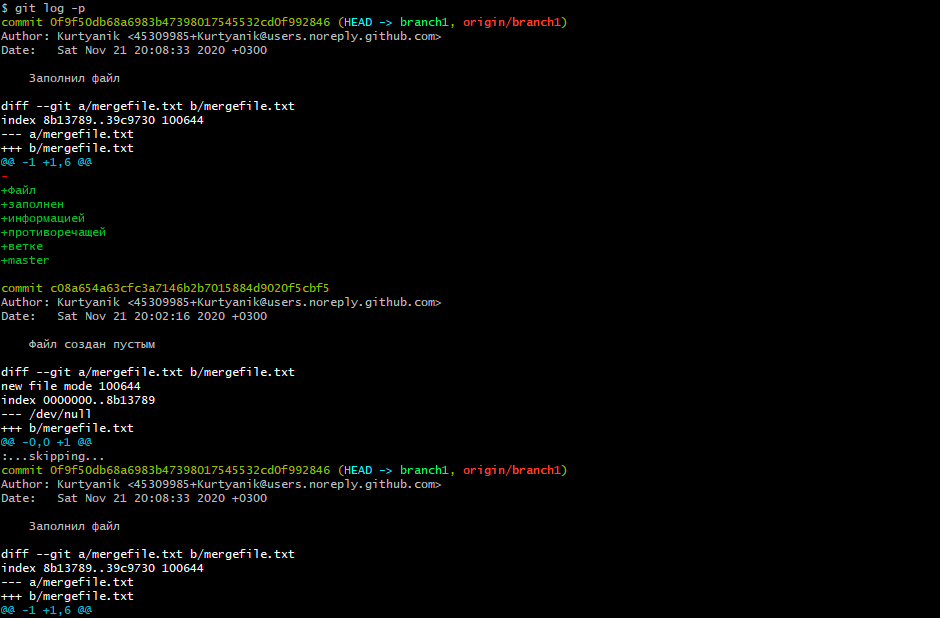 $ git log -p
commit 0f9f50db68a6983b47398017545532cd0f992846 (HEAD -> branch1, origin/branch1)
Author: Kurtyanik <45309985+Kurtyanik@users.noreply.github.com>
Date:   Sat Nov 21 20:08:33 2020 +0300

    Заполнил файл

diff --git a/mergefile.txt b/mergefile.txt
index 8b13789..39c9730 100644
--- a/mergefile.txt
+++ b/mergefile.txt
@@ -1 +1,6 @@
-
+Файл
+заполнен
+информацией
+противоречащей
+ветке
+master

commit c08a654a63cfc3a7146b2b7015884d9020f5cbf5
Author: Kurtyanik <45309985+Kurtyanik@users.noreply.github.com>
Date:   Sat Nov 21 20:02:16 2020 +0300

    Файл создан пустым

diff --git a/mergefile.txt b/mergefile.txt
new file mode 100644
index 0000000..8b13789
--- /dev/null
+++ b/mergefile.txt
@@ -0,0 +1 @@
:...skipping...
commit 0f9f50db68a6983b47398017545532cd0f992846 (HEAD -> branch1, origin/branch1)
Author: Kurtyanik <45309985+Kurtyanik@users.noreply.github.com>
Date:   Sat Nov 21 20:08:33 2020 +0300

    Заполнил файл

diff --git a/mergefile.txt b/mergefile.txt
index 8b13789..39c9730 100644
--- a/mergefile.txt
+++ b/mergefile.txt
@@ -1 +1,6 @@